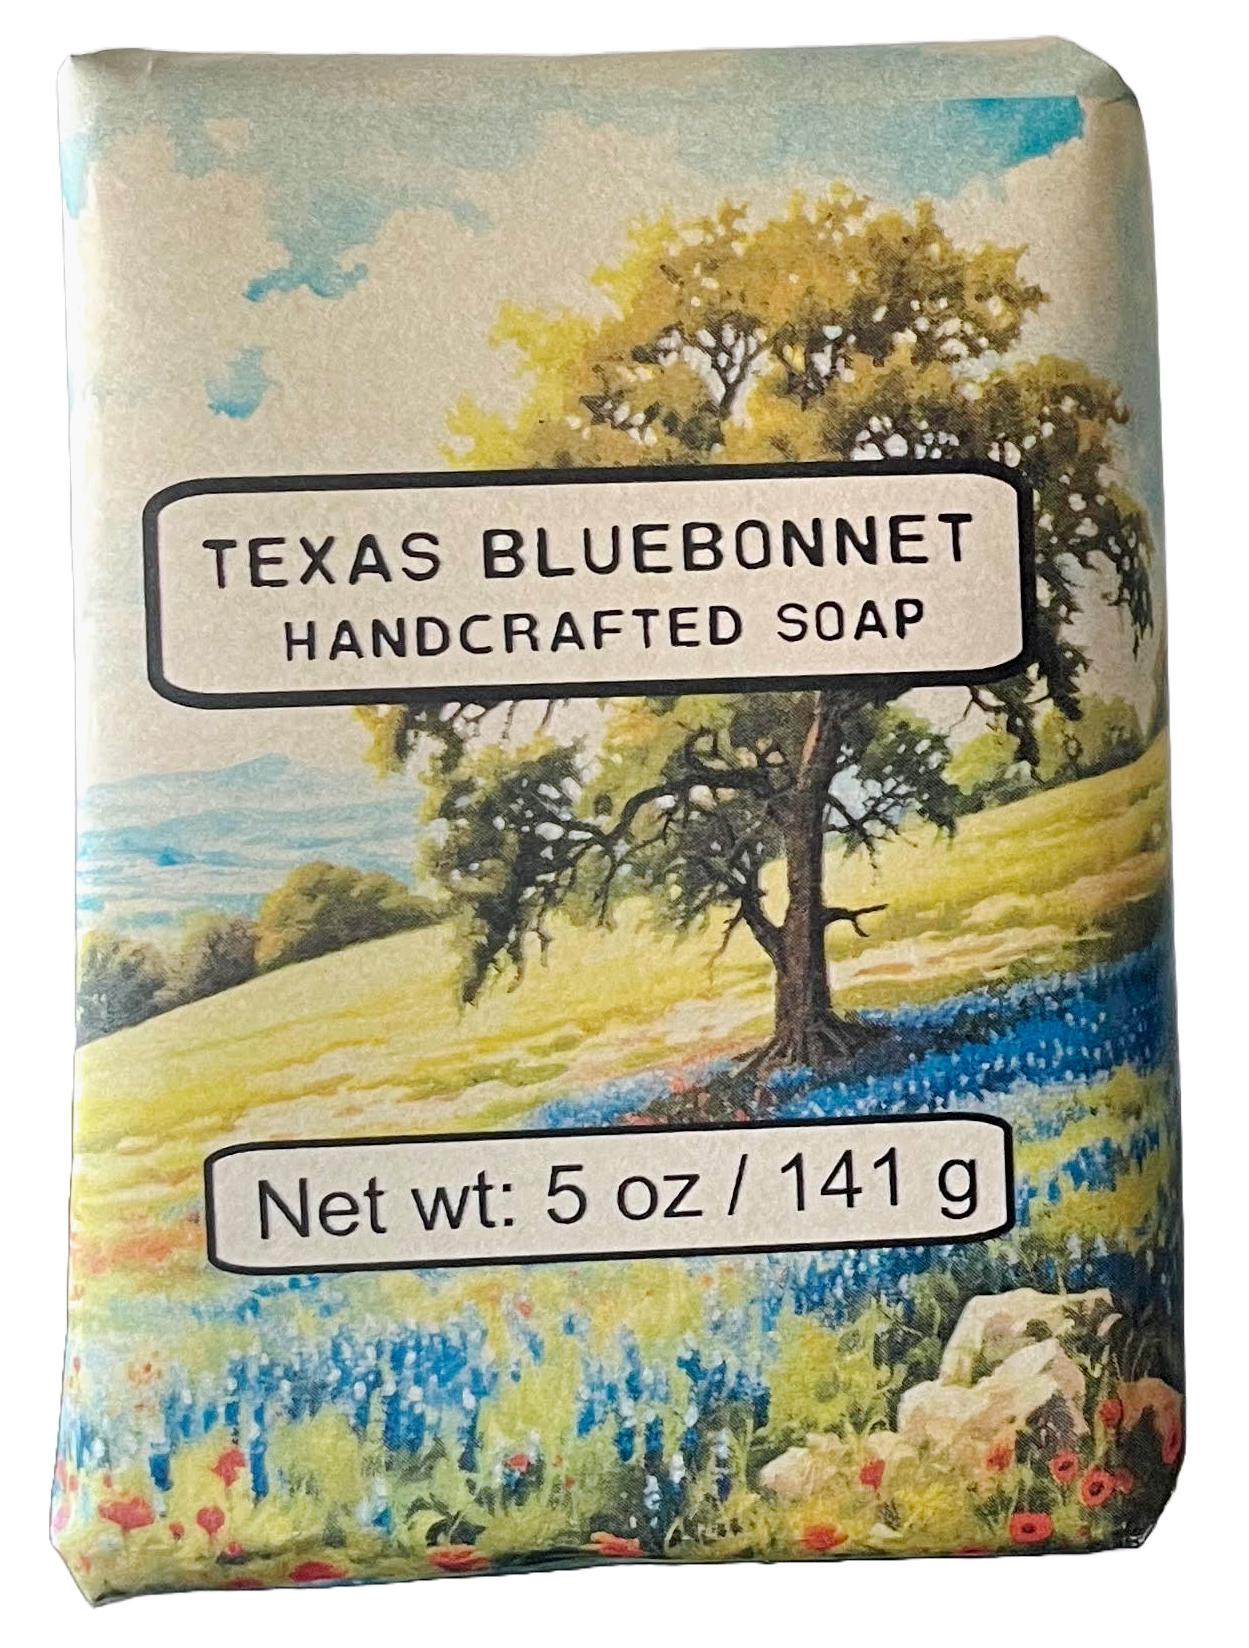 TEXAS BLUEBONNET
HANDCRAFTED SOAP
Net wt: 5 oz / 141 g